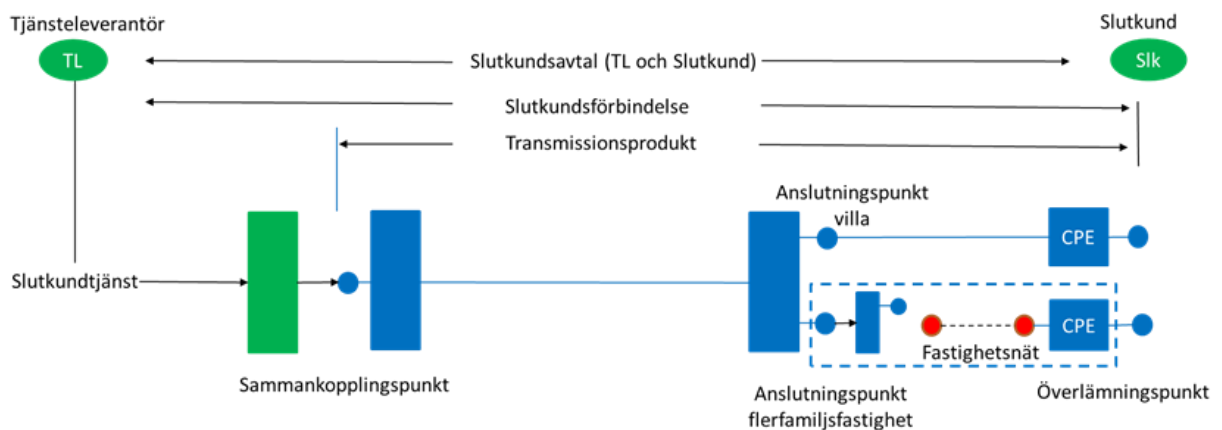 Tjänsteleverantör
Slutkund
TL
Slk
Slutkundsavtal (TL och Slutkund)
Slutkundsförbindelse
Transmissionsprodukt
Anslutningspunkt
villa
CPE
Slutkundtjänst
CPE
Fastighetsnät
Sammankopplingspunkt
Anslutningspunkt
flerfamiljsfastighet
Överlämningspunkt